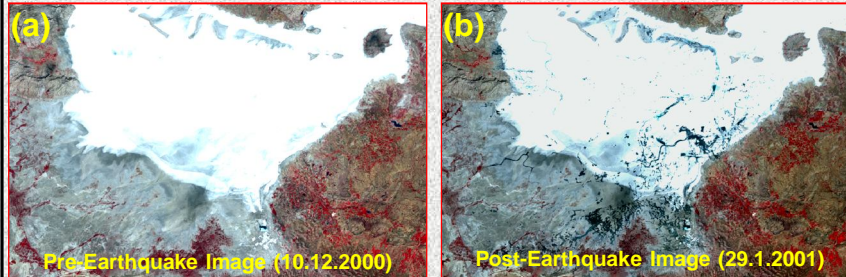 (a)
(b)
Pre-Earthquake Image (10.12.2000)
Post-Earthquake Image (29.1.2001)